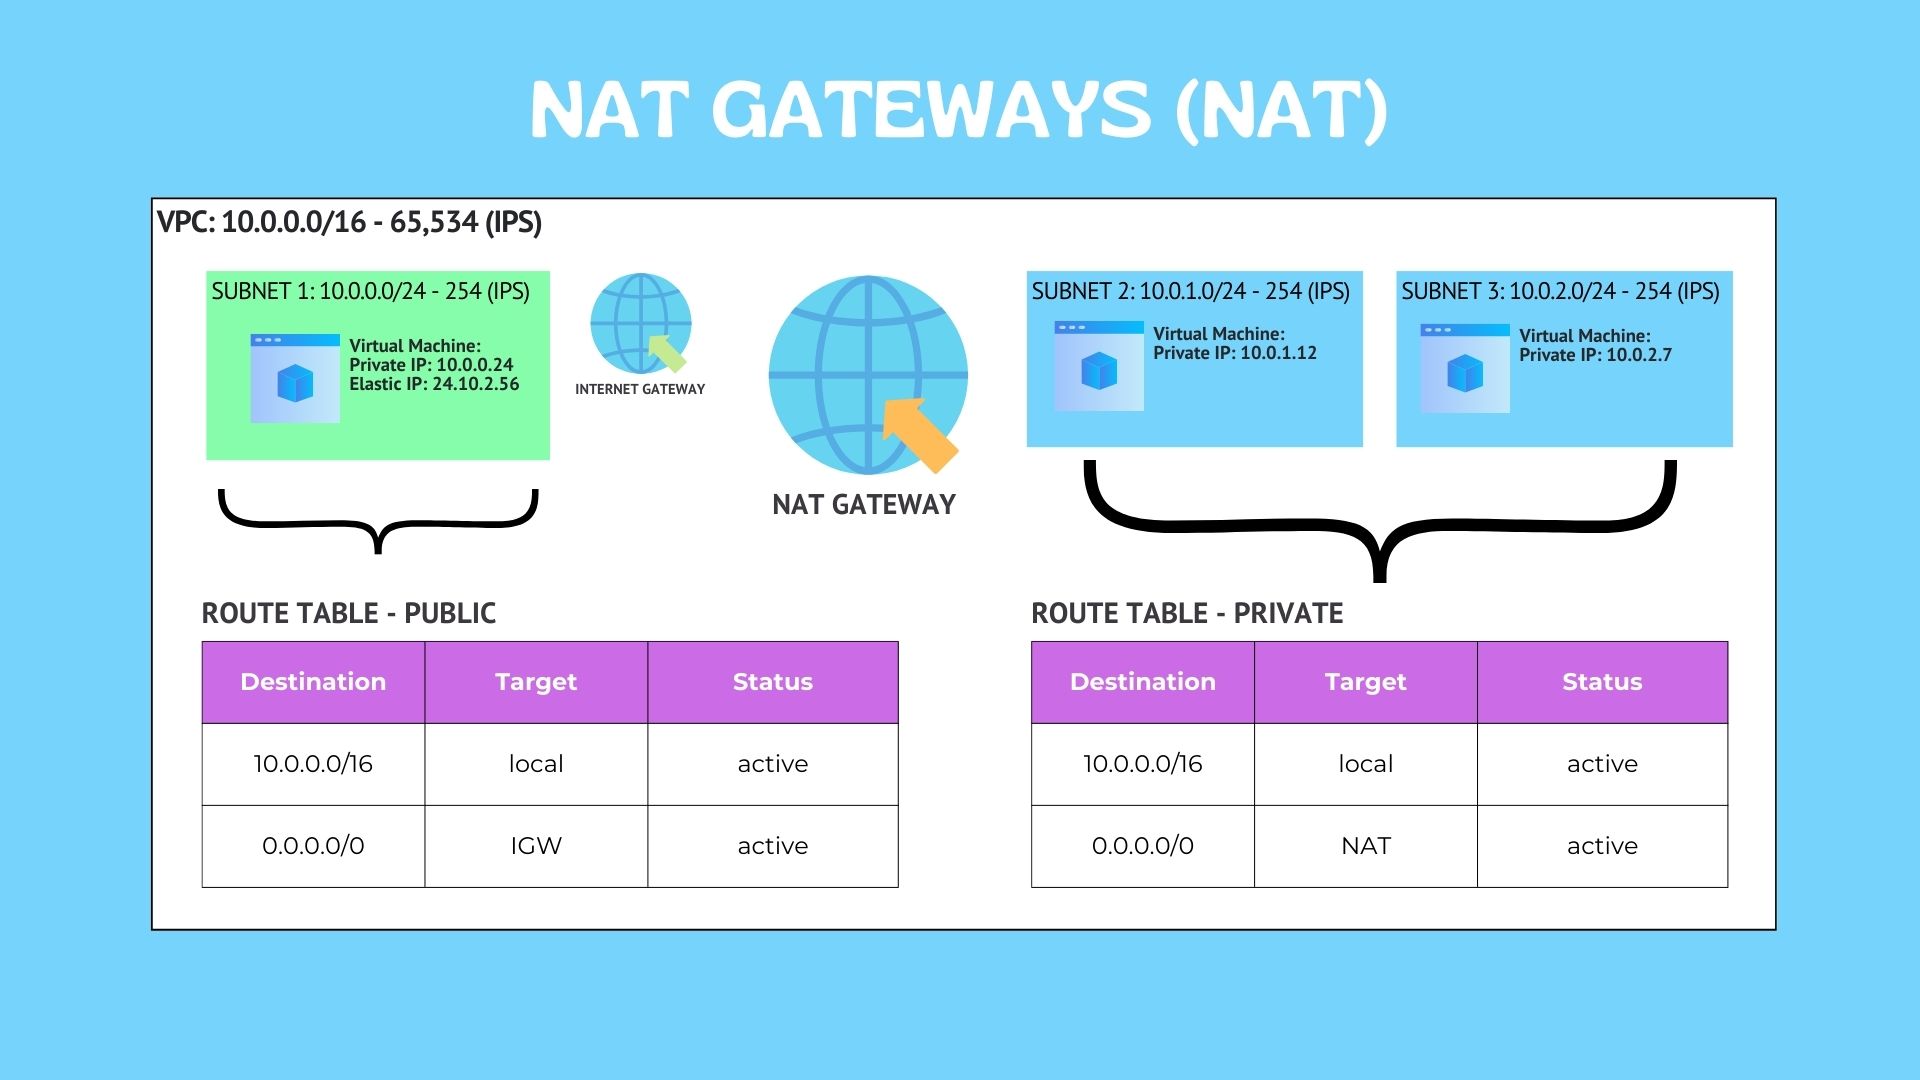 NAT GATEWAYS (NAT)
VPC: 10.0.0.0/16 - 65,534 (IPS)
SUBNET 1: 10.0.0.0/24 - 254 (IPS)
Virtual Machine:
Private IP: 10.0.0.24
Elastic IP: 24.10.2.56
INTERNET GATEWAY
NAT GATEWAY
SUBNET 2: 10.0.1.0/24 - 254 (IPS)
Virtual Machine:
Private IP: 10.0.1.12
SUBNET 3: 10.0.2.0/24 - 254 (IPS)
Virtual Machine:
Private IP: 10.0.2.7
ROUTE TABLE - PUBLIC
Destination Target Status
10.0.0.0/16 local active
0.0.0.0/0 IGW active
ROUTE TABLE - PRIVATE
Destination Target Status
10.0.0.0/16 local active
0.0.0.0/0 NAT active